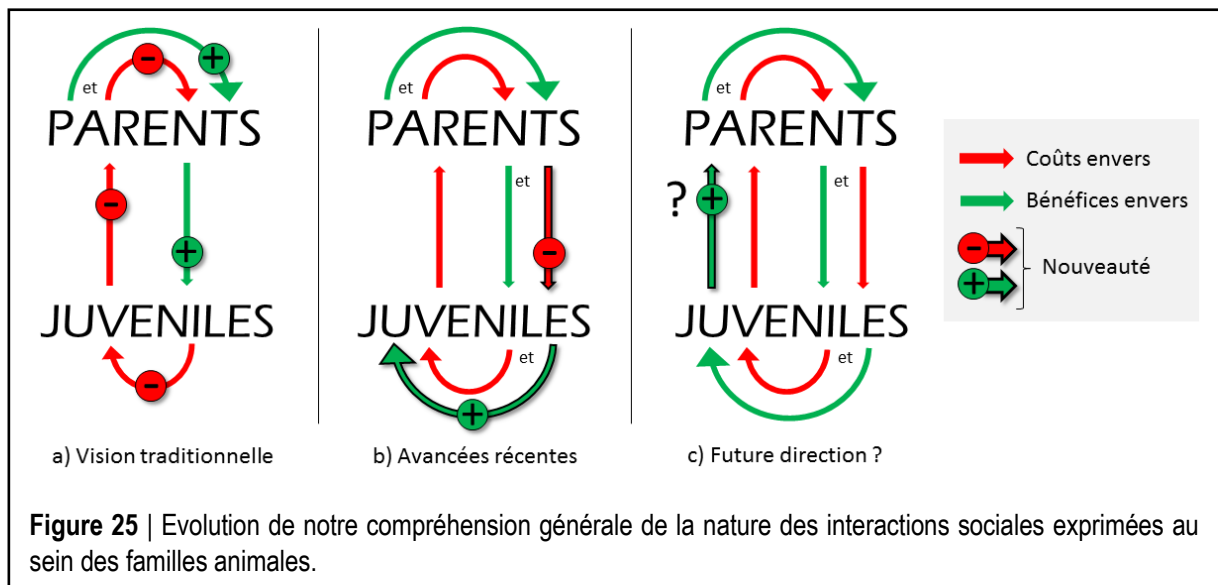 et
PARENTS
JUVENILES
a) Vision traditionnelle
et
PARENTS
et
JUVENILES
et
b) Avancées récentes
et
PARENTS
?
et
JUVENILES
et
c) Future direction ?
Coûts envers
Bénéfices envers
Nouveauté
Figure 25 | Evolution de notre compréhension générale de la nature des interactions sociales exprimées au
sein des familles animales.